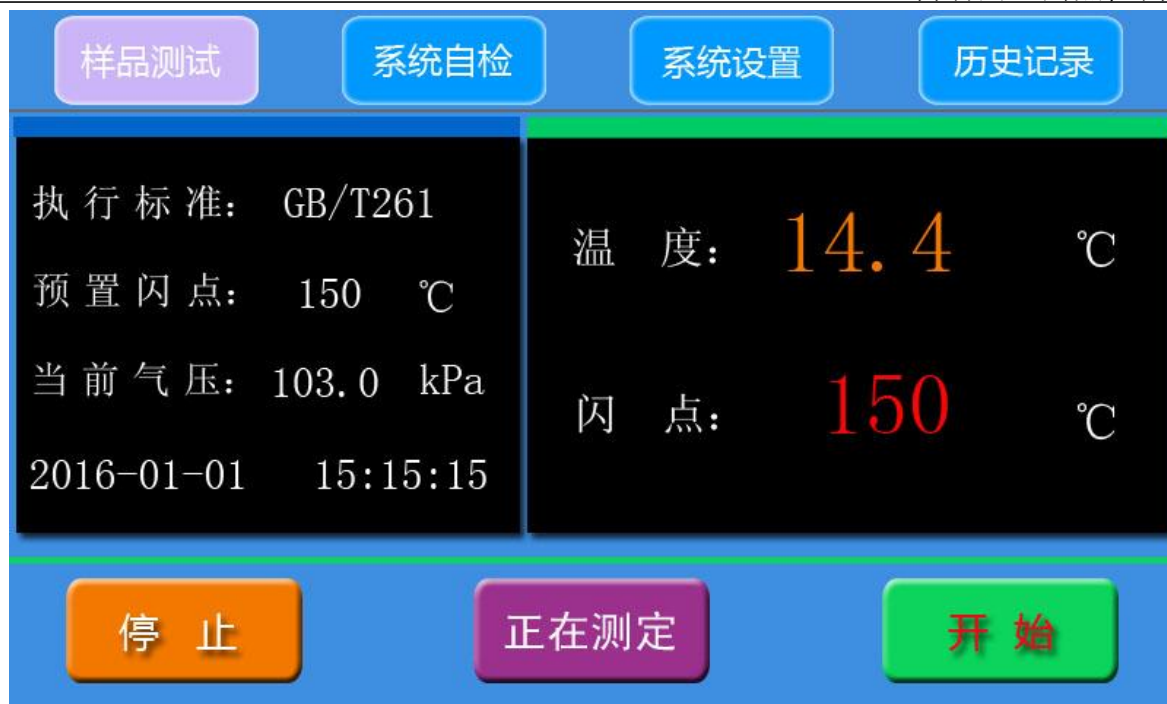 样品测试 系统自检 系统设置 历史记录
执行标准： GB/T261
预置闪点： 150 ℃
当前气压： 103.0 kPa
2016-01-01 15:15:15
温 度： 14.4 ℃
闪 点： 150 ℃
停 止 正在测定 开 始